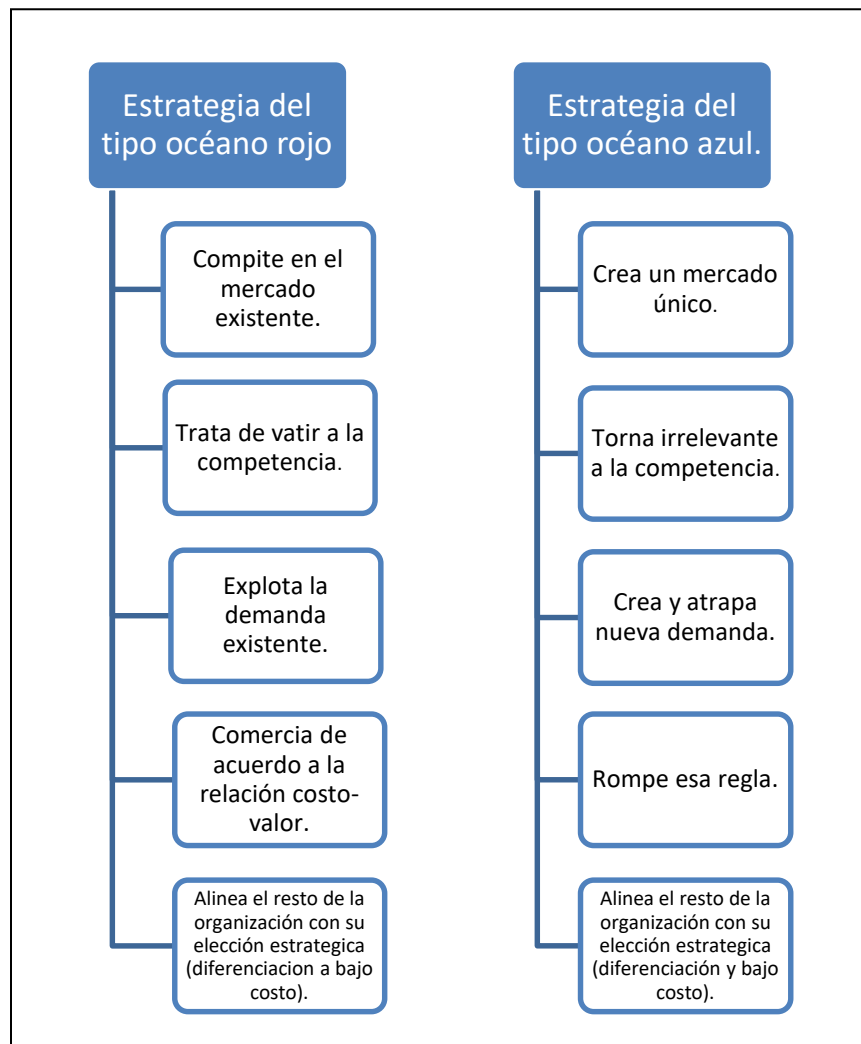 Estrategia del
tipo océano rojo
Compite en el
mercado
existente.
Trata de vatir a la
competencia.
Explota la
demanda
existente.
Comercia de
acuerdo a la
relación costo-
valor.
Alinea el resto de la
organización con su
elección estrategica
(diferenciacion a bajo
costo).
Estrategia del
tipo océano azul.
Crea un mercado
único.
Torna irrelevante
a la competencia.
Crea y atrapa
nueva demanda.
Rompe esa regla.
Alinea el resto de la
organización con su
elección estrategica
(diferenciación y bajo
costo).